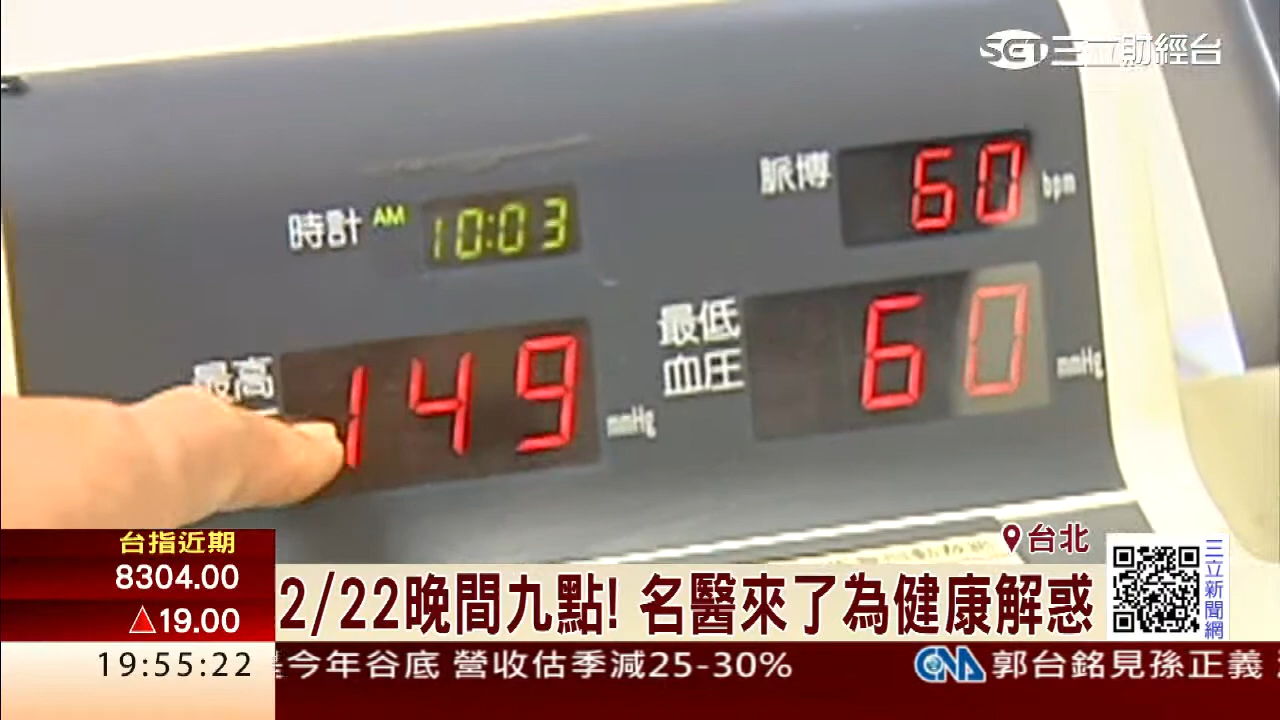 SET 三立財經台
脈搏 60 bpm
時計 AM 10:03
最高 149 mmHg
最低血圧 60 mmHg
台北
台指近期
8304.00
△19.00
2/22晚間九點! 名醫來了為健康解惑
三立新聞網
19:55:22
今年谷底 營收估季減25-30%
CNA 郭台銘見孫正義